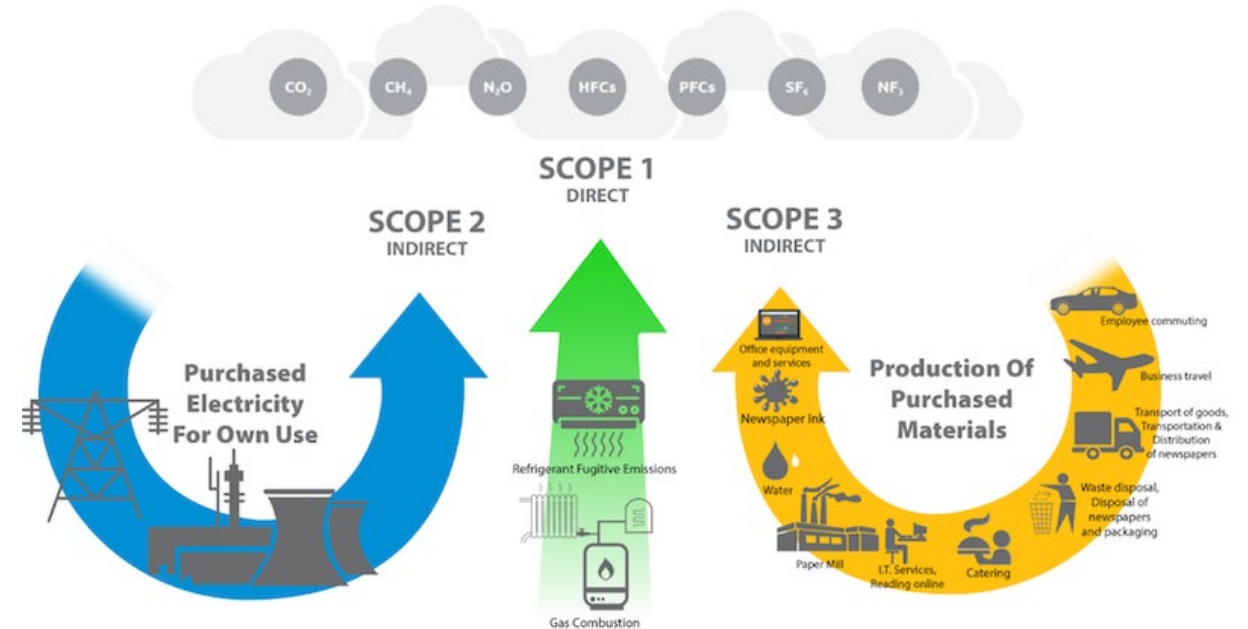 CO₂
CH₄
N₂O
HFCs
PFCs
SF₆
NF₃
SCOPE 1
DIRECT
SCOPE 2
INDIRECT
SCOPE 3
INDIRECT
Purchased
Electricity
For Own Use
Refrigerant Fugitive Emissions
Gas Combustion
Production Of
Purchased
Materials
Office equipment
and services
Newspaper Ink
Water
Paper Mill
I.T. Services,
Reading online
Catering
Waste disposal,
Disposal of
newspapers
and packaging
Transport of goods,
Transportation &
Distribution
of newspapers
Business travel
Employee commuting